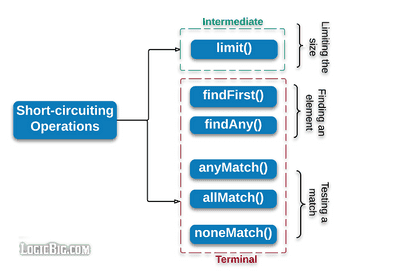 Intermediate
limit()
Limiting the
size
Short-circuiting
Operations
findFirst()
findAny()
Finding an
element
anyMatch()
allMatch()
noneMatch()
Testing a
match
Terminal
LogicBig.com